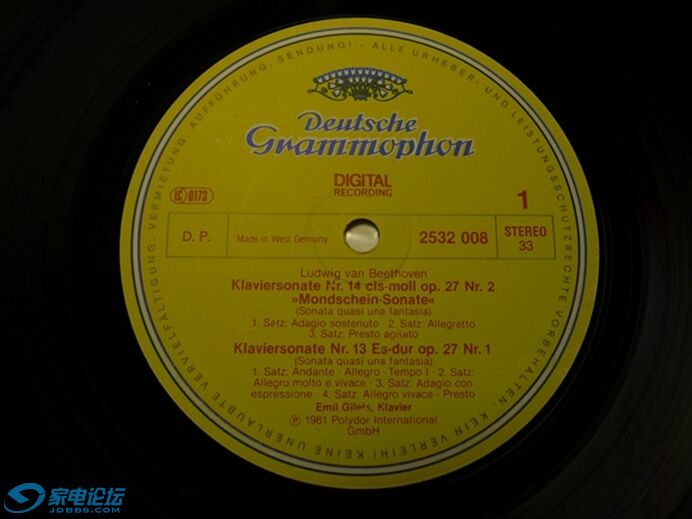 VERVIELFÄLTIGUNG, VERMIETUNG, AUFFÜHRUNG, SENDUNG! · ALLE URHEBER- UND LEISTUNGSSCHUTZRECHTE VORBEHALTEN. KEIN VERLEIH! KEINE UNERLAUBTE
Deutsche
Grammophon
DIGITAL
RECORDING
LC 0173
1
D. P.
Made in West Germany
2532 008
STEREO
33
Ludwig van Beethoven
Klaviersonate Nr. 14 cis-moll op. 27 Nr. 2
»Mondschein-Sonate«
(Sonata quasi una fantasia)
1. Satz: Adagio sostenuto · 2. Satz: Allegretto
3. Satz: Presto agitato
Klaviersonate Nr. 13 Es-dur op. 27 Nr. 1
(Sonata quasi una fantasia)
1. Satz: Andante · Allegro · Tempo I · 2. Satz:
Allegro molto e vivace · 3. Satz: Adagio con
espressione · 4. Satz: Allegro vivace · Presto
Emil Gilels, Klavier
℗ 1981 Polydor International
GmbH
家电论坛
JDBBS.COM